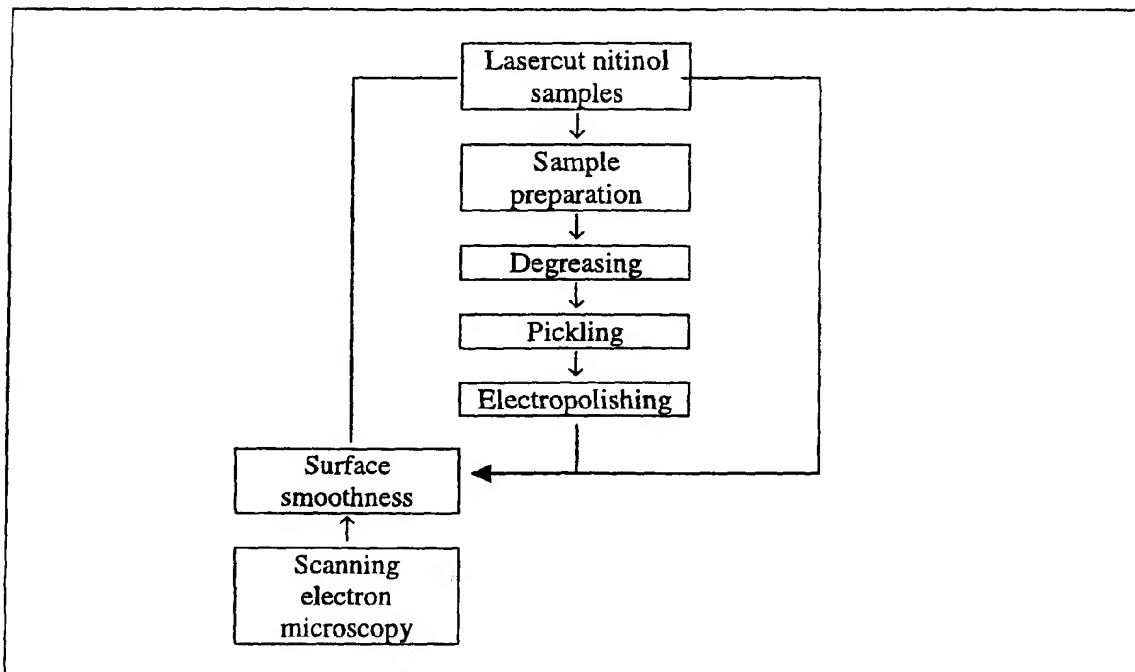 Lasercut nitinol
samples
Sample
preparation
Degreasing
Pickling
Electropolishing
Surface
smoothness
Scanning
electron
microscopy